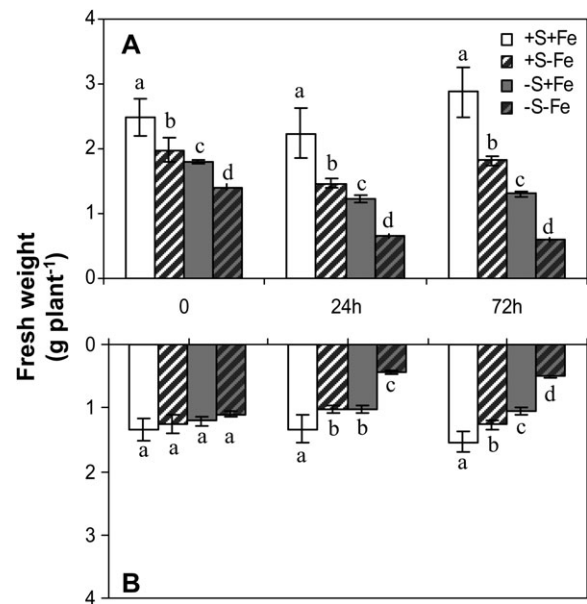 4
A
+S+Fe
+S-Fe
-S+Fe
-S-Fe
3
a
b
c
d
a
b
c
d
a
b
c
d
2
1
0
0 24h 72h
Fresh weight
(g plant-1)
0
1
a a a a
a b b c
a b c d
2
3
4
B